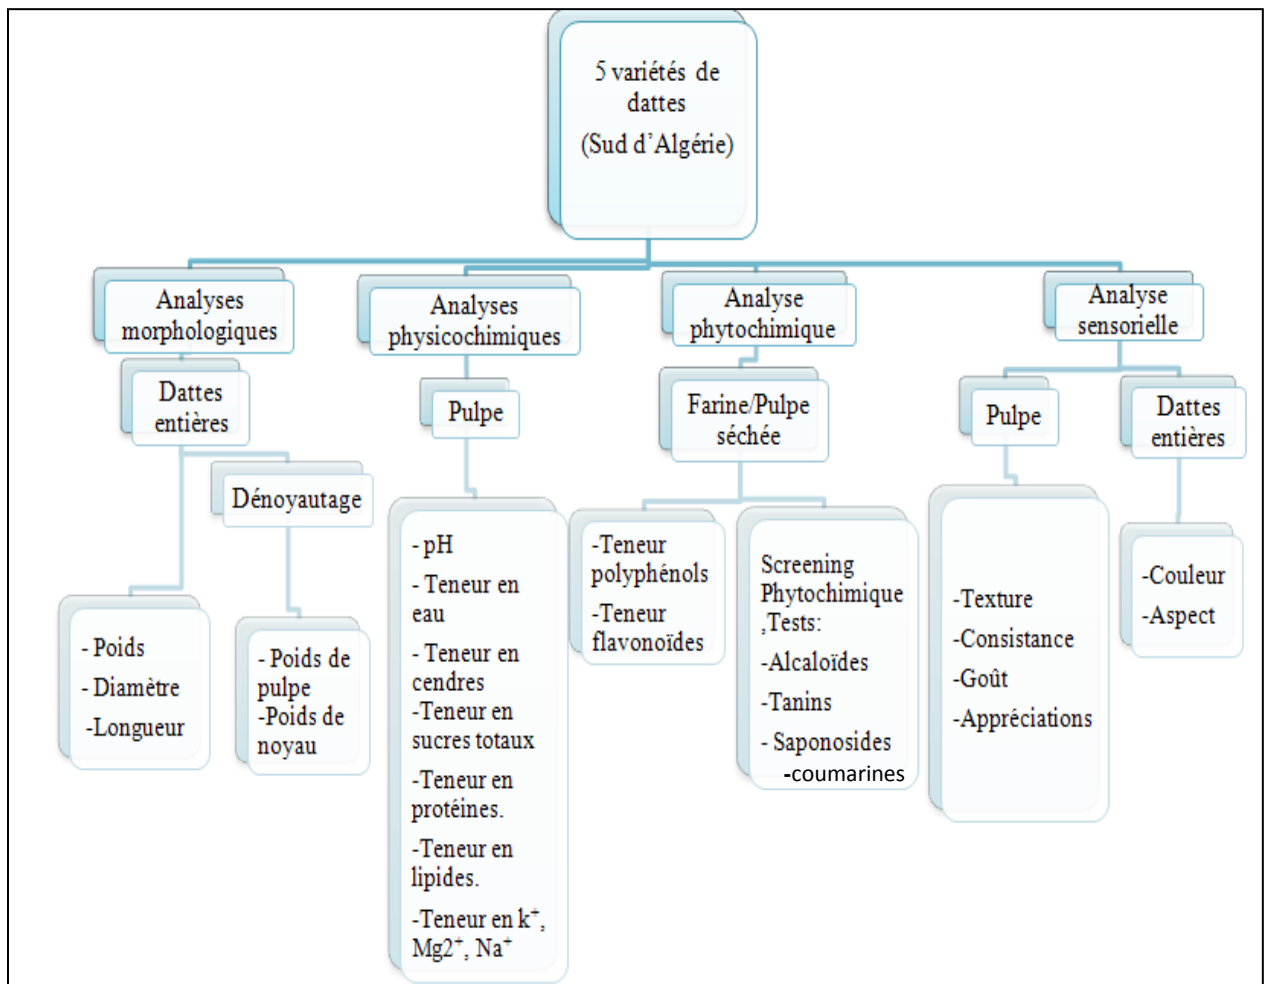 5 variétés de
dattes
(Sud d'Algérie)
Analyses
morphologiques
Analyses
physicochimiques
Analyse
phytochimique
Analyse
sensorielle
Dattes
entières
Dénoyautage
- Poids
- Diamètre
-Longueur
- Poids de
pulpe
-Poids de
noyau
Pulpe
- pH
- Teneur en
eau
- Teneur en
cendres
-Teneur en
sucres totaux
-Teneur en
protéines.
-Teneur en
lipides.
-Teneur en k⁺,
Mg2⁺, Na⁺
Farine/Pulpe
séchée
-Teneur
polyphénols
-Teneur
flavonoïdes
Screening
Phytochimique
,Tests:
-Alcaloïdes
-Tanins
- Saponosides
-coumarines
Pulpe
-Texture
-Consistance
-Goût
-Appréciations
Dattes
entières
-Couleur
-Aspect